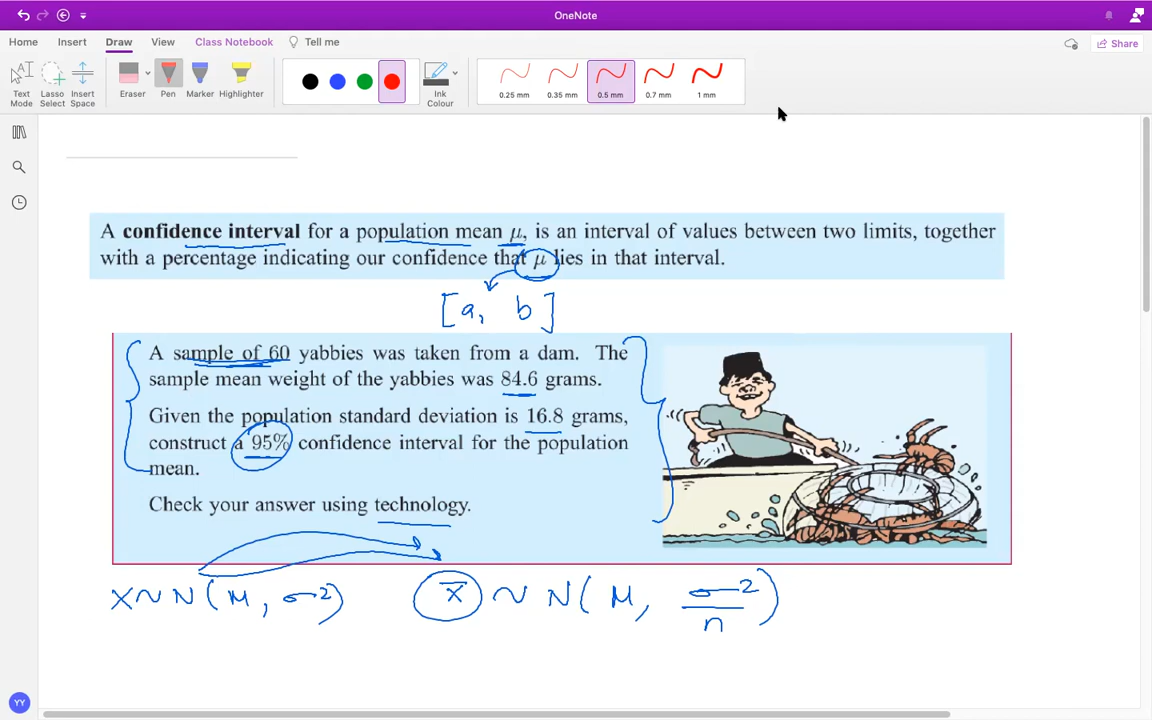 OneNote
Home Insert Draw View Class Notebook Tell me
Share
Text Mode
Lasso Select
Insert Space
Eraser
Pen
Marker
Highlighter
Ink Colour
0.25 mm 0.35 mm 0.5 mm 0.7 mm 1 mm
A confidence interval for a population mean μ, is an interval of values between two limits, together
with a percentage indicating our confidence that μ lies in that interval.
[a, b]
A sample of 60 yabbies was taken from a dam. The
sample mean weight of the yabbies was 84.6 grams.
Given the population standard deviation is 16.8 grams,
construct a 95% confidence interval for the population
mean.
Check your answer using technology.
X~N(μ, σ²) x̄ ~ N(μ, σ²/n)
YY